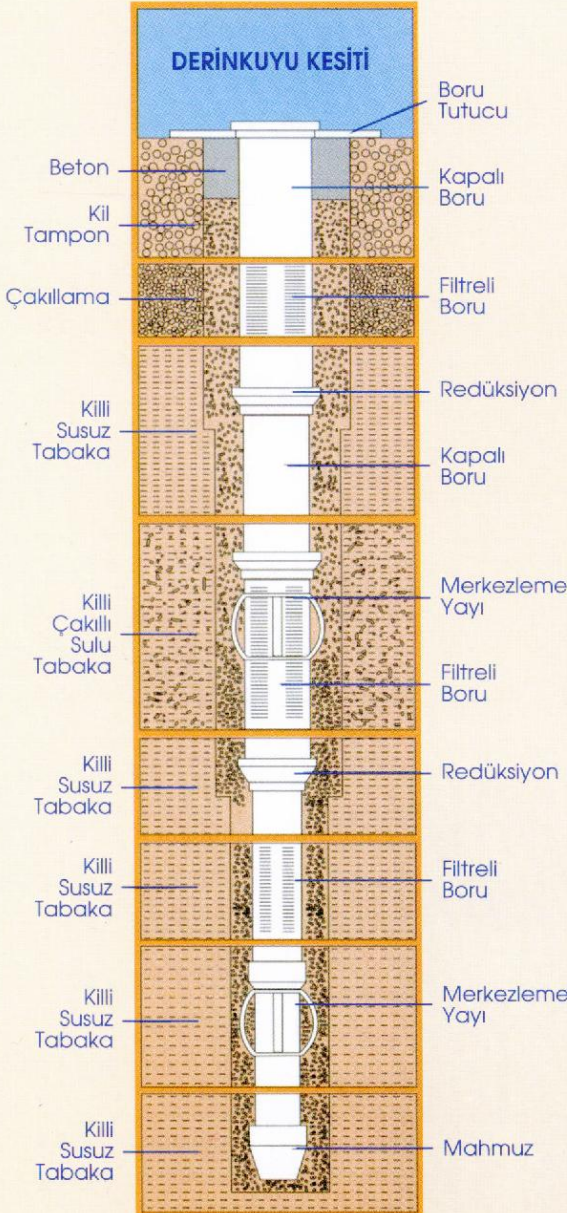 DERİNKUYU KESİTİ
Boru
Tutucu
Beton
Kapalı
Boru
Kil
Tampon
Çakıllama
Filtreli
Boru
Redüksiyon
Killi
Susuz
Tabaka
Kapalı
Boru
Merkezleme
Yayı
Killi
Çakıllı
Sulu
Tabaka
Filtreli
Boru
Killi
Susuz
Tabaka
Redüksiyon
Killi
Susuz
Tabaka
Filtreli
Boru
Killi
Susuz
Tabaka
Merkezleme
Yayı
Killi
Susuz
Tabaka
Mahmuz